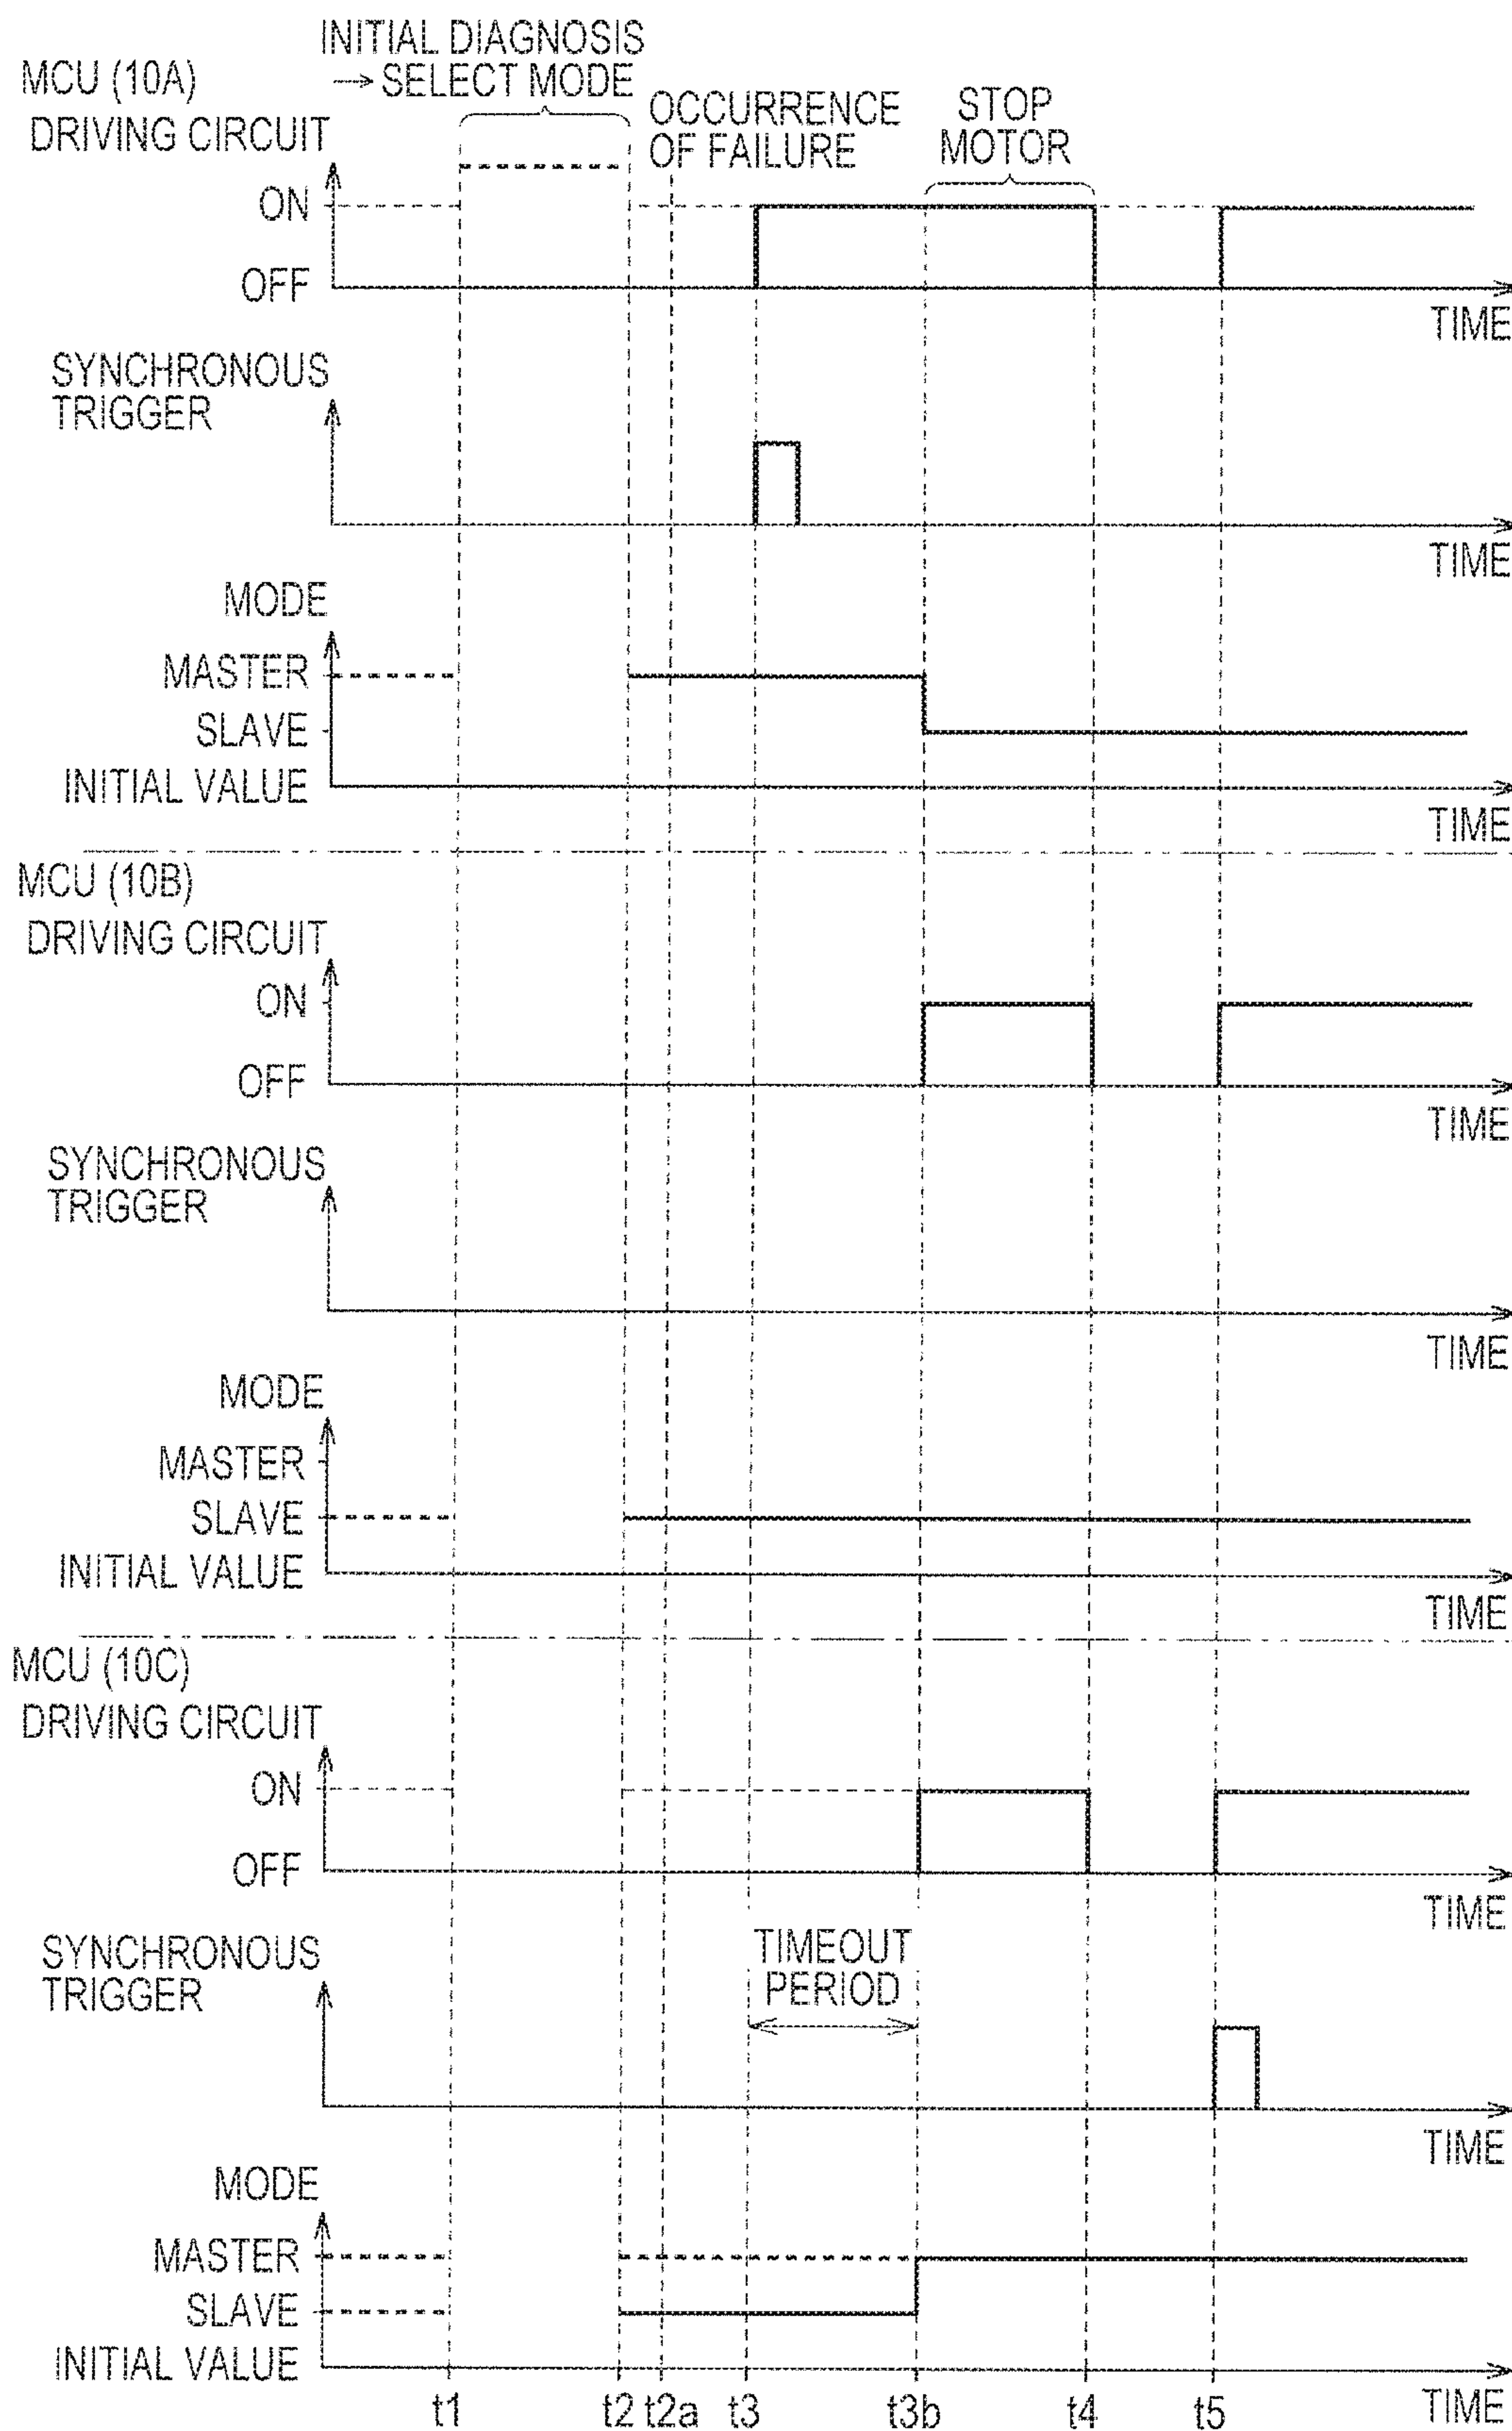 INITIAL DIAGNOSIS
→ SELECT MODE
MCU (10A)
DRIVING CIRCUIT
OCCURRENCE
OF FAILURE
STOP
MOTOR
ON
OFF
TIME
SYNCHRONOUS
TRIGGER
TIME
MODE
MASTER
SLAVE
INITIAL VALUE
TIME
MCU (10B)
DRIVING CIRCUIT
ON
OFF
TIME
SYNCHRONOUS
TRIGGER
TIME
MODE
MASTER
SLAVE
INITIAL VALUE
TIME
MCU (10C)
DRIVING CIRCUIT
ON
OFF
TIME
SYNCHRONOUS
TRIGGER
TIMEOUT
PERIOD
TIME
MODE
MASTER
SLAVE
INITIAL VALUE
t1 t2 t2a t3 t3b t4 t5 TIME